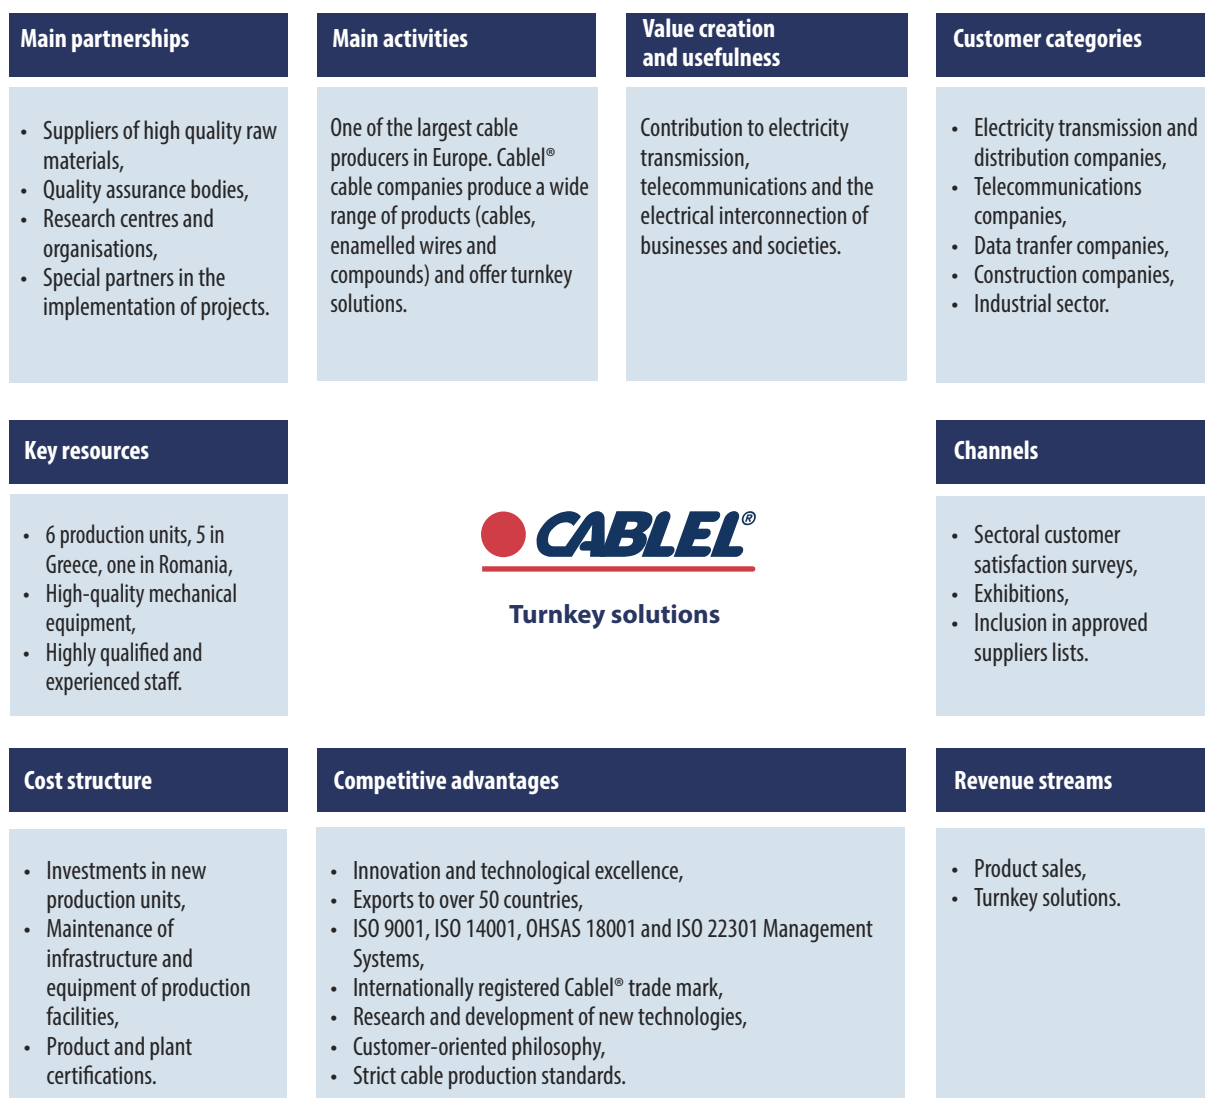 Main partnerships
• Suppliers of high quality raw
materials,
• Quality assurance bodies,
• Research centres and
organisations,
• Special partners in the
implementation of projects.
Main activities
One of the largest cable
producers in Europe. Cablel®
cable companies produce a wide
range of products (cables,
enamelled wires and
compounds) and offer turnkey
solutions.
Value creation
and usefulness
Contribution to electricity
transmission,
telecommunications and the
electrical interconnection of
businesses and societies.
Customer categories
• Electricity transmission and
distribution companies,
• Telecommunications
companies,
• Data tranfer companies,
• Construction companies,
• Industrial sector.
Key resources
• 6 production units, 5 in
Greece, one in Romania,
• High-quality mechanical
equipment,
• Highly qualified and
experienced staff.
CABLEL®
Turnkey solutions
Channels
• Sectoral customer
satisfaction surveys,
• Exhibitions,
• Inclusion in approved
suppliers lists.
Cost structure
• Investments in new
production units,
• Maintenance of
infrastructure and
equipment of production
facilities,
• Product and plant
certifications.
Competitive advantages
• Innovation and technological excellence,
• Exports to over 50 countries,
• ISO 9001, ISO 14001, OHSAS 18001 and ISO 22301 Management
Systems,
• Internationally registered Cablel® trade mark,
• Research and development of new technologies,
• Customer-oriented philosophy,
• Strict cable production standards.
Revenue streams
• Product sales,
• Turnkey solutions.